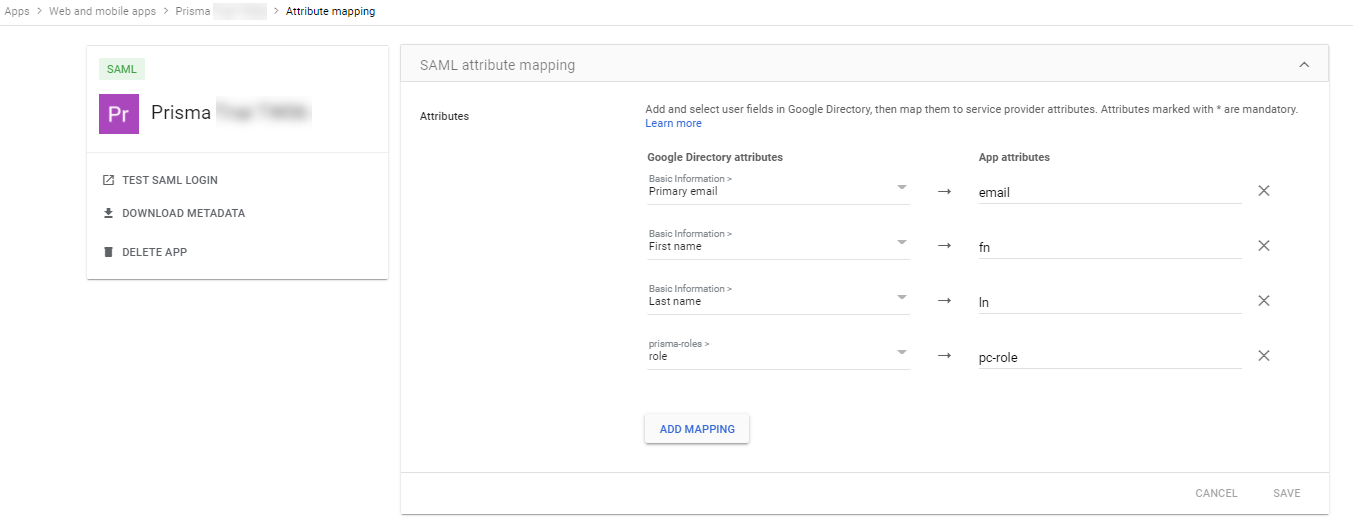 Apps > Web and mobile apps > Prisma > Attribute mapping
SAML
Pr Prisma
TEST SAML LOGIN
DOWNLOAD METADATA
DELETE APP
SAML attribute mapping
Attributes
Add and select user fields in Google Directory, then map them to service provider attributes. Attributes marked with * are mandatory.
Learn more
Google Directory attributes App attributes
Basic Information >
Primary email → email
Basic Information >
First name → fn
Basic Information >
Last name → ln
prisma-roles >
role → pc-role
ADD MAPPING
CANCEL SAVE